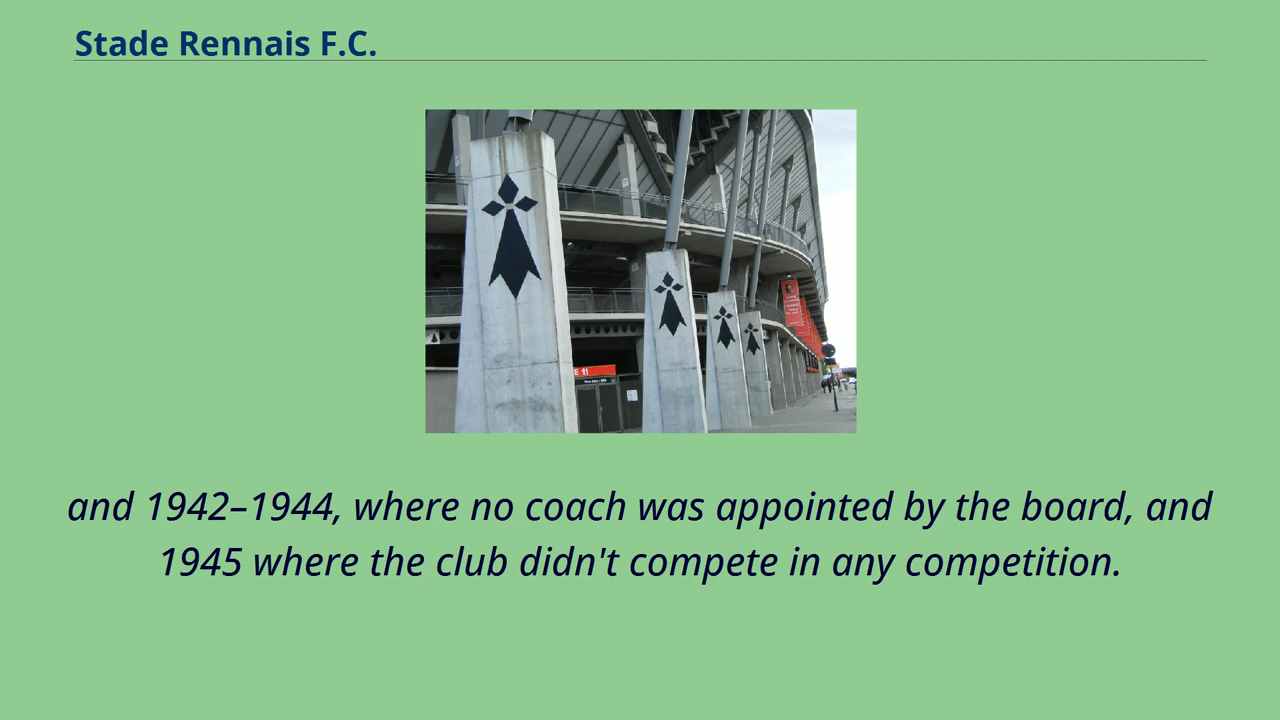 Stade Rennais F.C.
E 11
and 1942–1944, where no coach was appointed by the board, and
1945 where the club didn't compete in any competition.